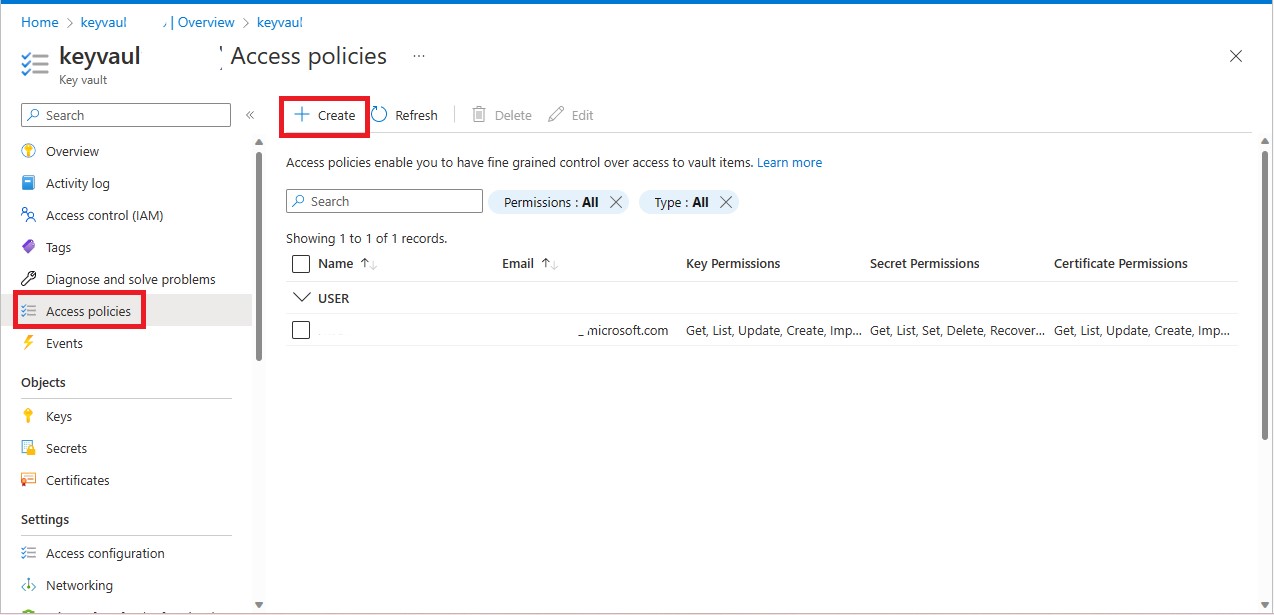 Home > keyvaul | Overview > keyvaul
keyvaul | Access policies ...
Key vault
Search «
Overview
Activity log
Access control (IAM)
Tags
Diagnose and solve problems
Access policies
Events
Objects
Keys
Secrets
Certificates
Settings
Access configuration
Networking
+ Create Refresh | Delete Edit
Access policies enable you to have fine grained control over access to vault items. Learn more
Search Permissions : All Type : All
Showing 1 to 1 of 1 records.
Name ↑↓ Email ↑↓ Key Permissions Secret Permissions Certificate Permissions
USER
_microsoft.com Get, List, Update, Create, Imp... Get, List, Set, Delete, Recover... Get, List, Update, Create, Imp...